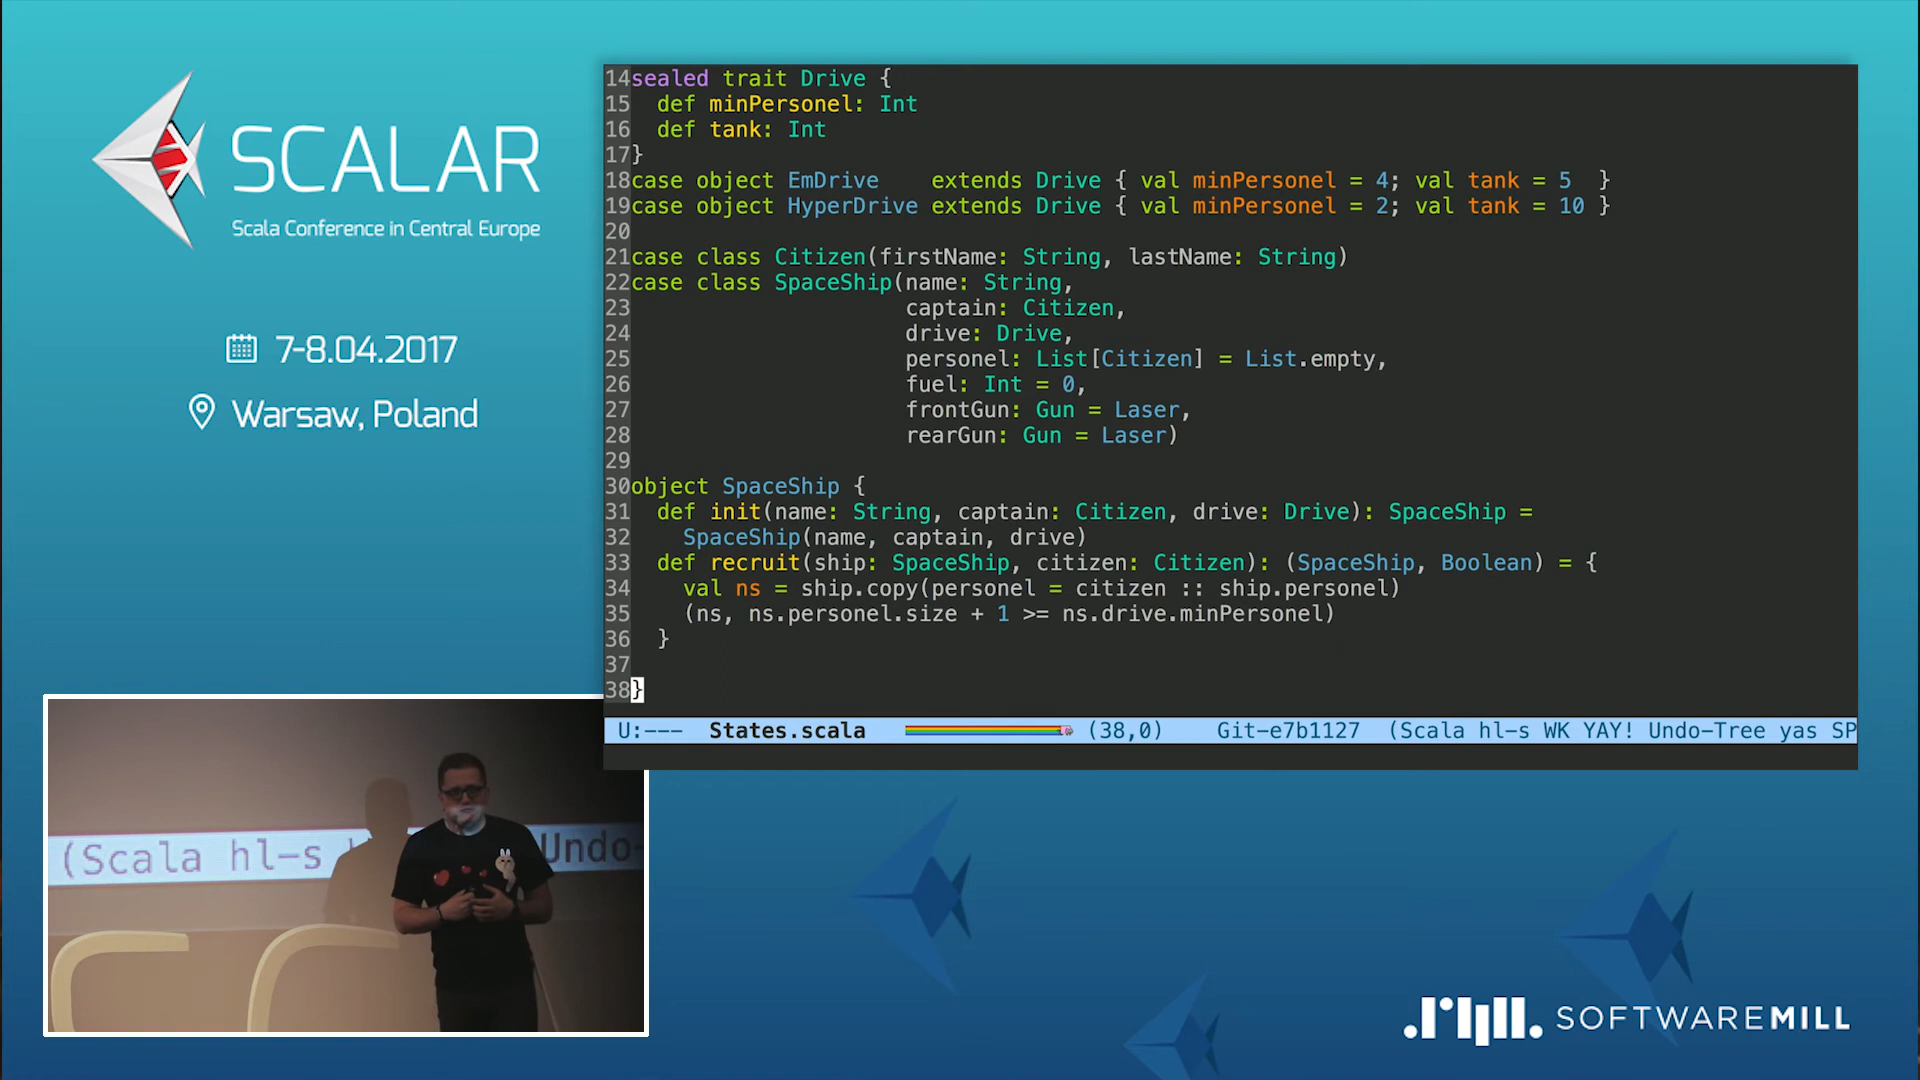 SCALAR
Scala Conference in Central Europe
7-8.04.2017
Warsaw, Poland
14sealed trait Drive {
15  def minPersonel: Int
16  def tank: Int
17}
18case object EmDrive    extends Drive { val minPersonel = 4; val tank = 5  }
19case object HyperDrive extends Drive { val minPersonel = 2; val tank = 10 }
20
21case class Citizen(firstName: String, lastName: String)
22case class SpaceShip(name: String,
23                     captain: Citizen,
24                     drive: Drive,
25                     personel: List[Citizen] = List.empty,
26                     fuel: Int = 0,
27                     frontGun: Gun = Laser,
28                     rearGun: Gun = Laser)
29
30object SpaceShip {
31  def init(name: String, captain: Citizen, drive: Drive): SpaceShip =
32    SpaceShip(name, captain, drive)
33  def recruit(ship: SpaceShip, citizen: Citizen): (SpaceShip, Boolean) = {
34    val ns = ship.copy(personel = citizen :: ship.personel)
35    (ns, ns.personel.size + 1 >= ns.drive.minPersonel)
36  }
37
38}
U:--- States.scala (38,0) Git-e7b1127 (Scala hl-s WK YAY! Undo-Tree yas SP
(Scala hl-s Undo-
SOFTWAREMILL